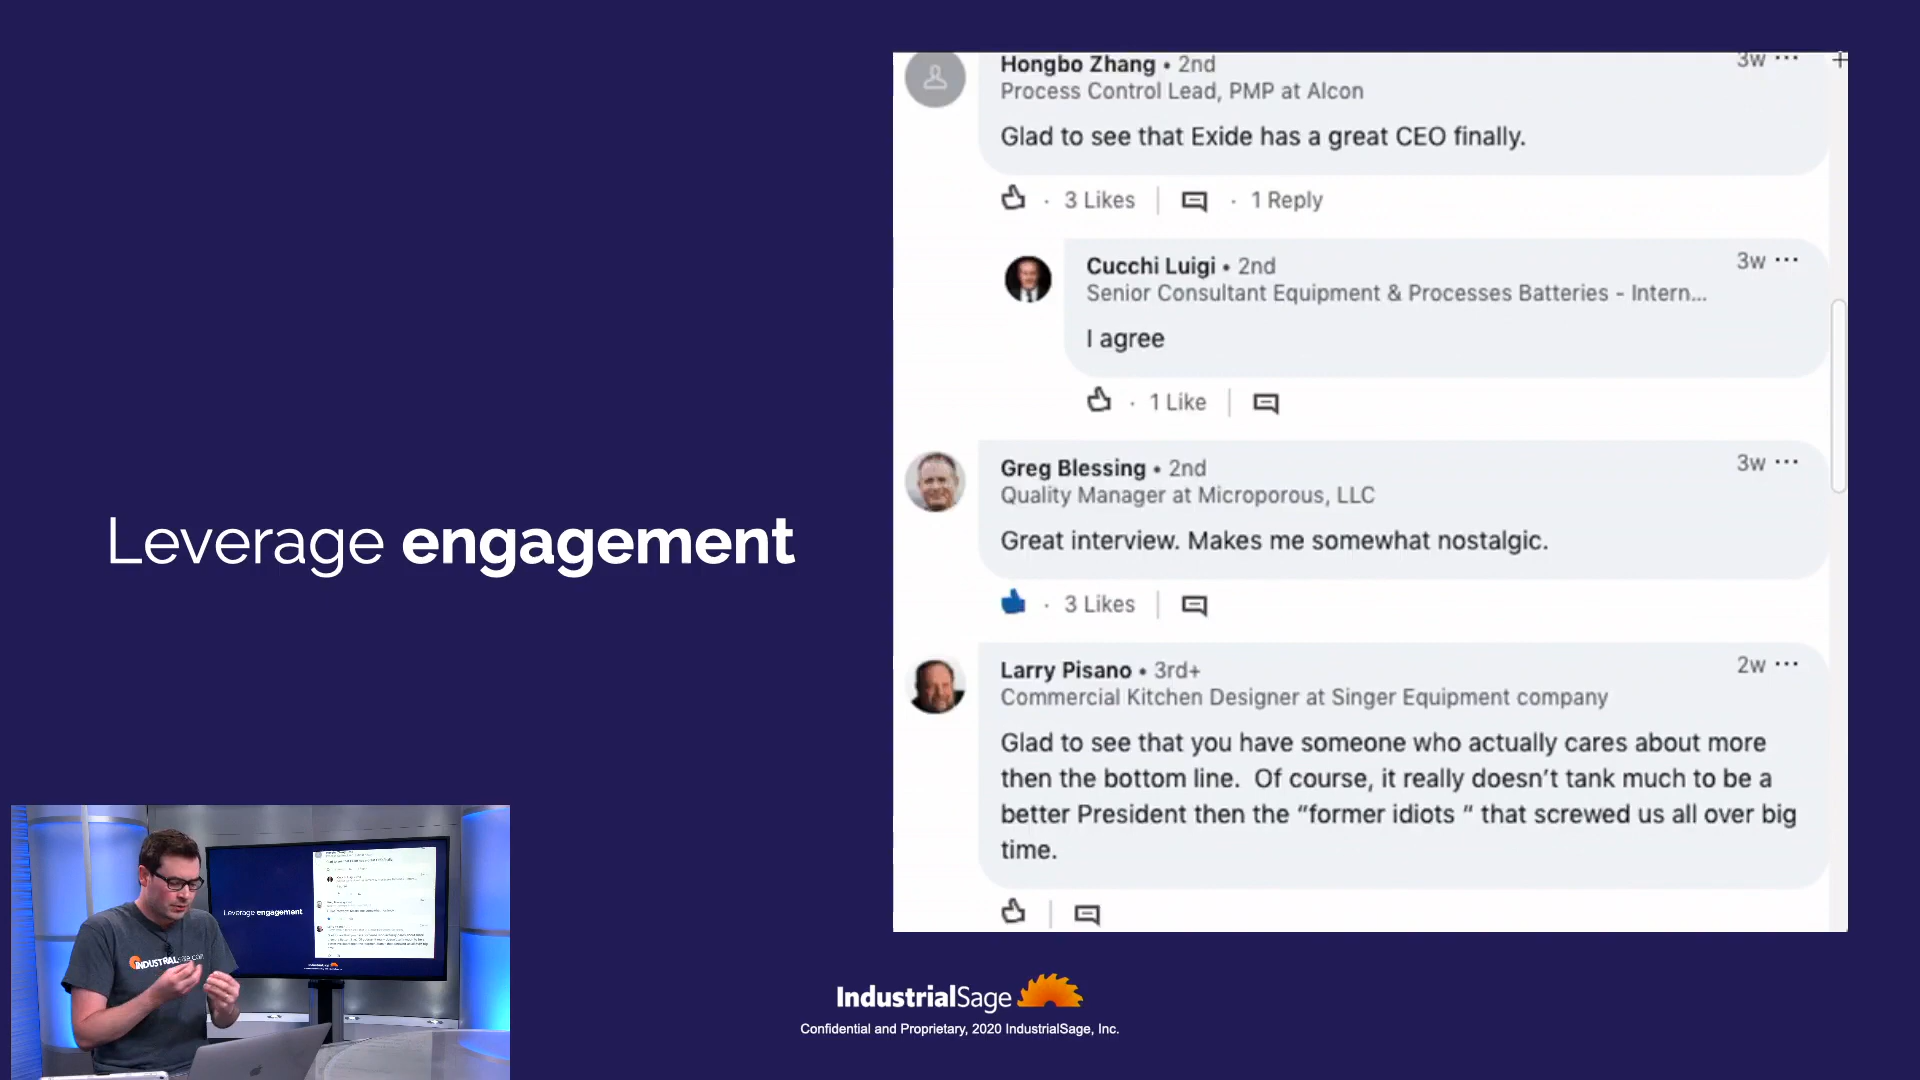 Hongbo Zhang • 2nd
3w
Process Control Lead, PMP at Alcon
Glad to see that Exide has a great CEO finally.
3 Likes
1 Reply
Cucchi Luigi • 2nd
3w
Senior Consultant Equipment & Processes Batteries - Intern...
I agree
1 Like
Greg Blessing • 2nd
3w
Quality Manager at Microporous, LLC
Great interview. Makes me somewhat nostalgic.
3 Likes
Larry Pisano • 3rd+
2w
Commercial Kitchen Designer at Singer Equipment company
Glad to see that you have someone who actually cares about more
then the bottom line. Of course, it really doesn't tank much to be a
better President then the “former idiots “ that screwed us all over big
time.
Leverage engagement
INDUSTRIALsage.com
Leverage engagement
IndustrialSage
Confidential and Proprietary, 2020 IndustrialSage, Inc.